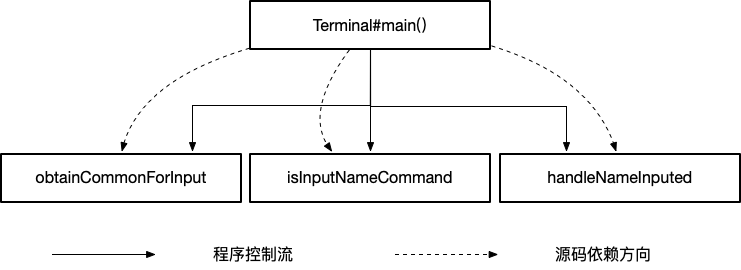 Terminal#main()
obtainCommonForInput
isInputNameCommand
handleNameInputed
程序控制流
源码依赖方向